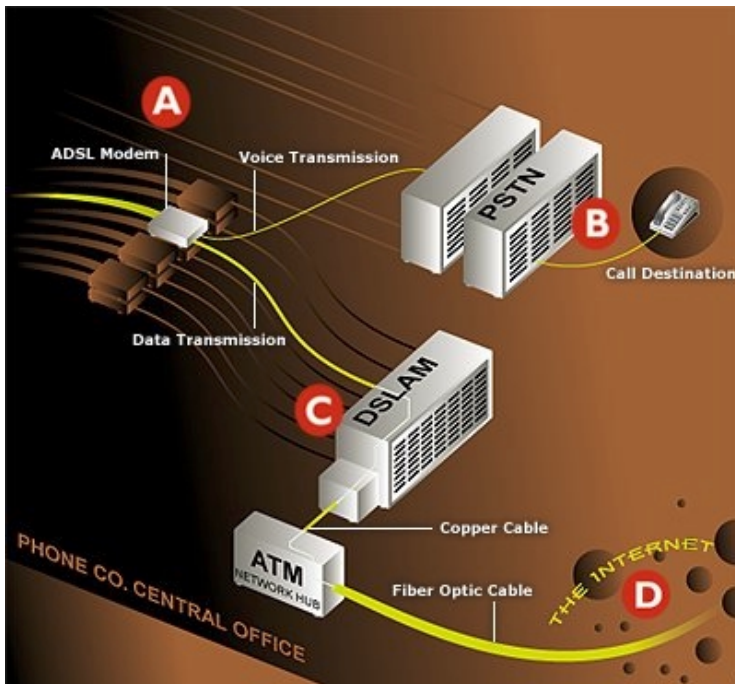 A
ADSL Modem
Voice Transmission
PSTN
B
Call Destination
Data Transmission
C
DSLAM
Copper Cable
ATM
NETWORK HUB
PHONE CO. CENTRAL OFFICE
Fiber Optic Cable
THE INTERNET
D